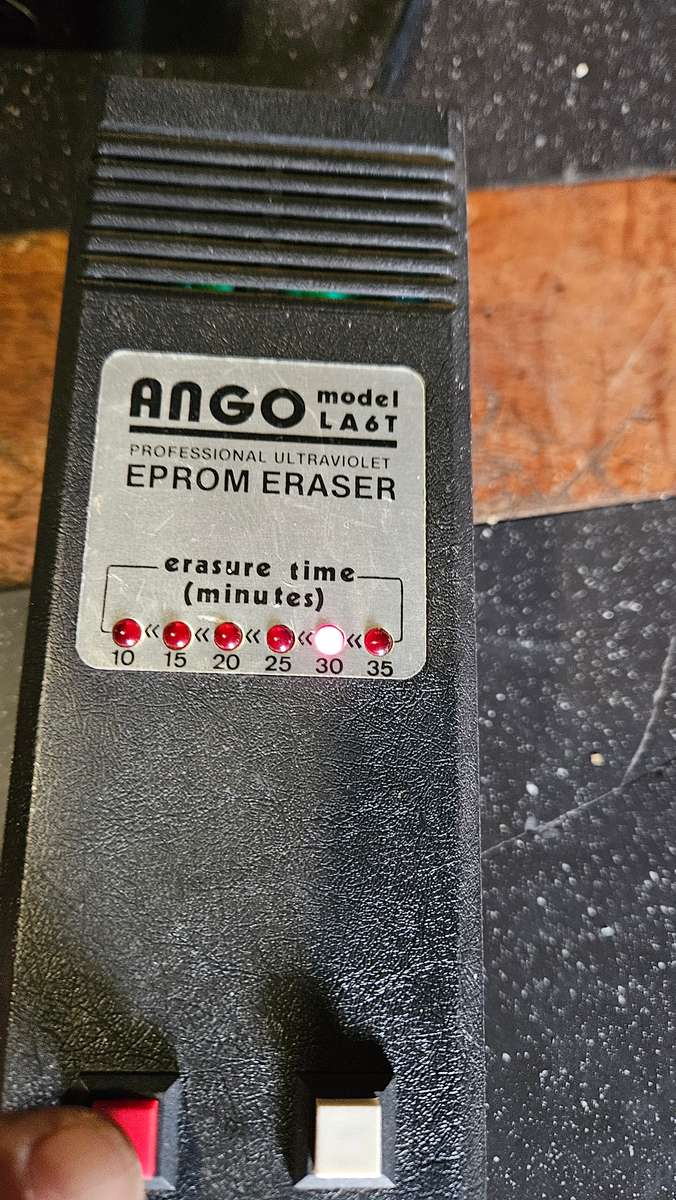 ANGO model
LA6T
PROFESSIONAL ULTRAVIOLET
EPROM ERASER
erasure time
(minutes)
« « « « «
10 15 20 25 30 35